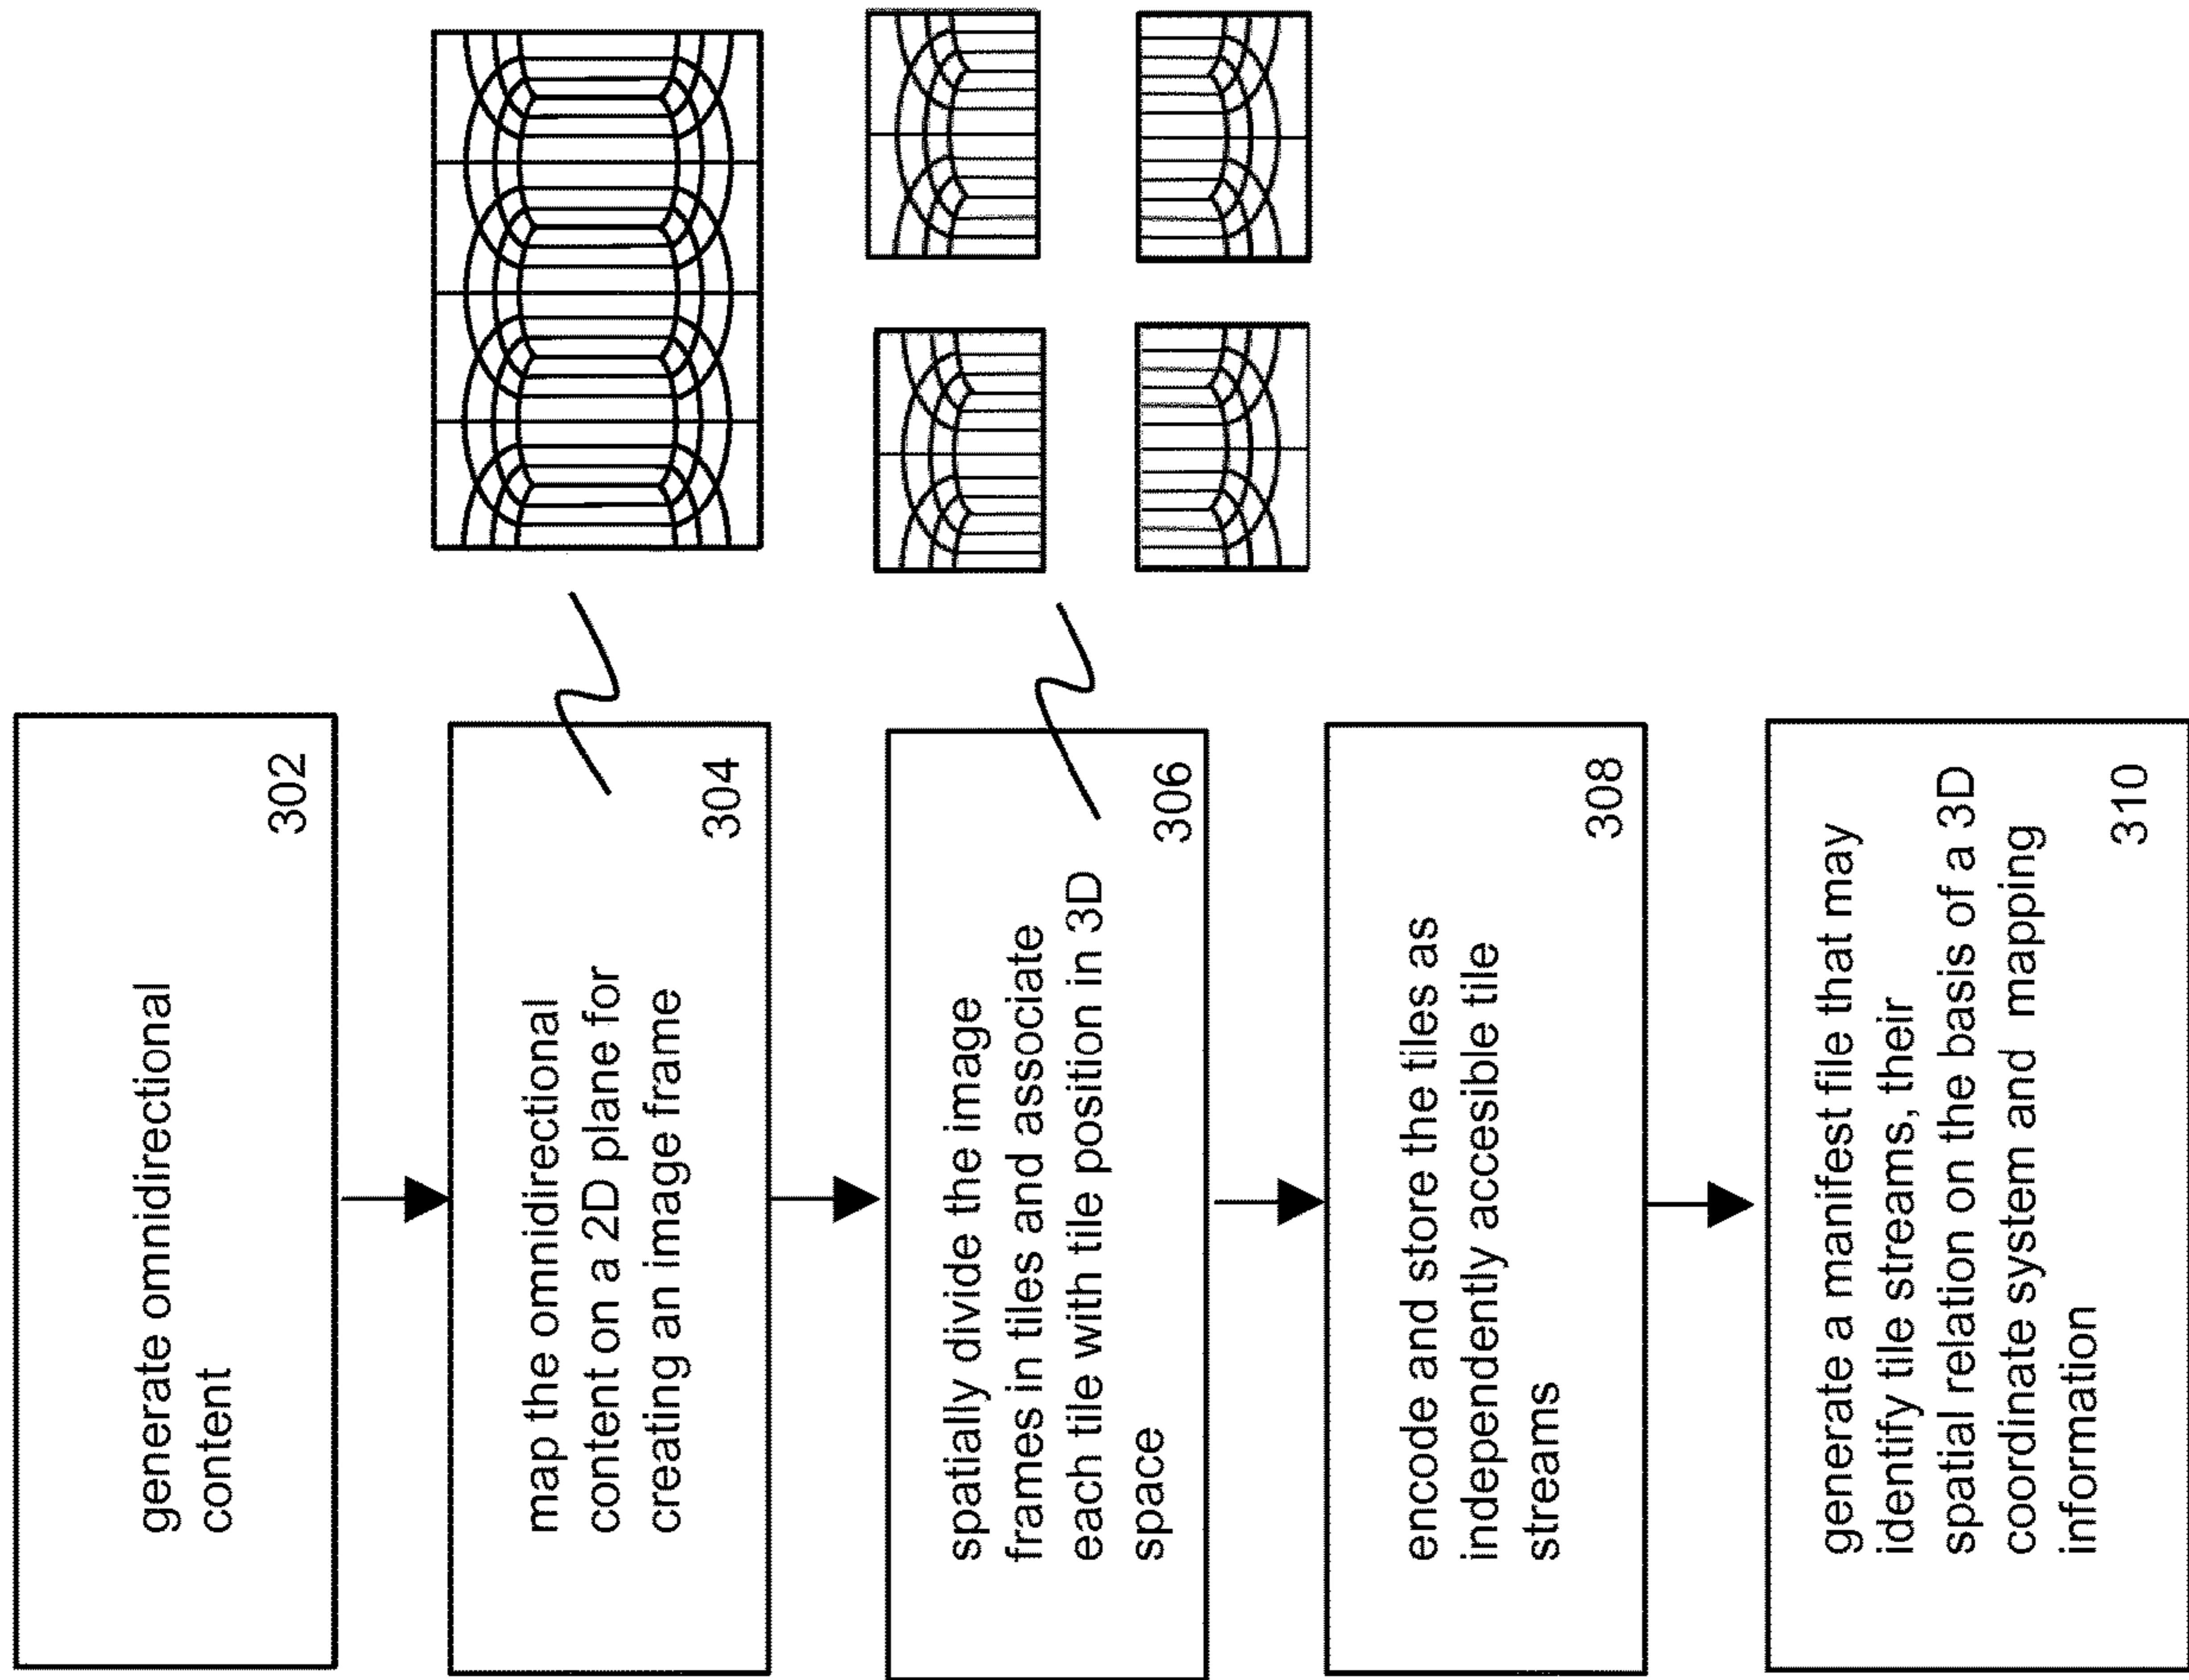 generate omnidirectional
content
302
map the omnidirectional
content on a 2D plane for
creating an image frame
304
spatially divide the image
frames in tiles and associate
each tile with tile position in 3D
space
306
encode and store the tiles as
independently accessible tile
streams
308
generate a manifest file that may
identify tile streams, their
spatial relation on the basis of a 3D
coordinate system and mapping
information
310